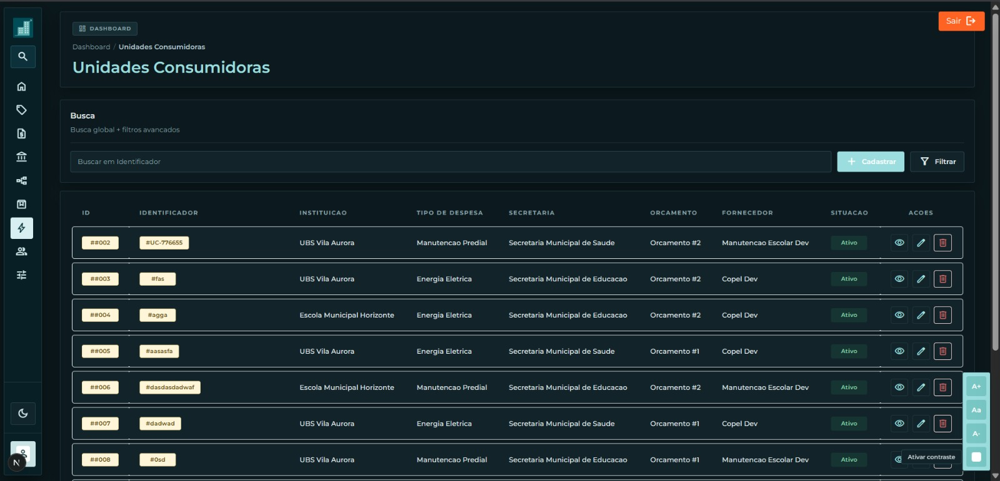 Sair
DASHBOARD
Dashboard / Unidades Consumidoras
Unidades Consumidoras
Busca
Busca global + filtros avancados
Buscar em Identificador
Cadastrar
Filtrar
ID IDENTIFICADOR INSTITUICAO TIPO DE DESPESA SECRETARIA ORCAMENTO FORNECEDOR SITUACAO ACOES
##002 #UC-776655 UBS Vila Aurora Manutencao Predial Secretaria Municipal de Saude Orcamento #2 Manutencao Escolar Dev Ativo
##003 #fas UBS Vila Aurora Energia Eletrica Secretaria Municipal de Educacao Orcamento #2 Copel Dev Ativo
##004 #agga Escola Municipal Horizonte Energia Eletrica Secretaria Municipal de Educacao Orcamento #2 Copel Dev Ativo
##005 #aasasfa UBS Vila Aurora Energia Eletrica Secretaria Municipal de Saude Orcamento #1 Copel Dev Ativo
##006 #dasdasdadwaf Escola Municipal Horizonte Manutencao Predial Secretaria Municipal de Educacao Orcamento #2 Manutencao Escolar Dev Ativo
##007 #dadwad UBS Vila Aurora Energia Eletrica Secretaria Municipal de Saude Orcamento #1 Copel Dev Ativo
##008 #0sd UBS Vila Aurora Manutencao Predial Secretaria Municipal de Educacao Orcamento #1 Manutencao Escolar Dev Ativo
A+
Aa
A-
Ativar contraste
N